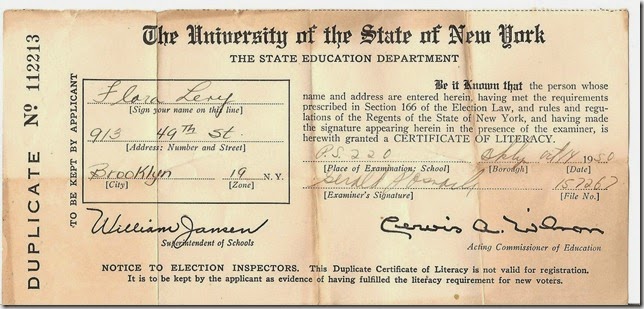 The University of the State of New York
THE STATE EDUCATION DEPARTMENT
DUPLICATE No 112213
TO BE KEPT BY APPLICANT
Flora Levy
[Sign your name on this line]
913 49th St.
[Address: Number and Street]
Brooklyn 19 N. Y.
[City] [Zone]
Be it Known that the person whose
name and address are entered herein, having met the requirements
prescribed in Section 166 of the Election Law, and rules and regu-
lations of the Regents of the State of New York, and having made
the signature appearing herein in the presence of the examiner, is
hereby granted a CERTIFICATE OF LITERACY.
P.S. 220 1950
[Place of Examination: School] [Borough] [Date]
157267
[Examiner's Signature] [File No.]
William Jansen
Superintendent of Schools
Lewis A. Wilson
Acting Commissioner of Education
NOTICE TO ELECTION INSPECTORS. This Duplicate Certificate of Literacy is not valid for registration.
It is to be kept by the applicant as evidence of having fulfilled the literacy requirement for new voters.